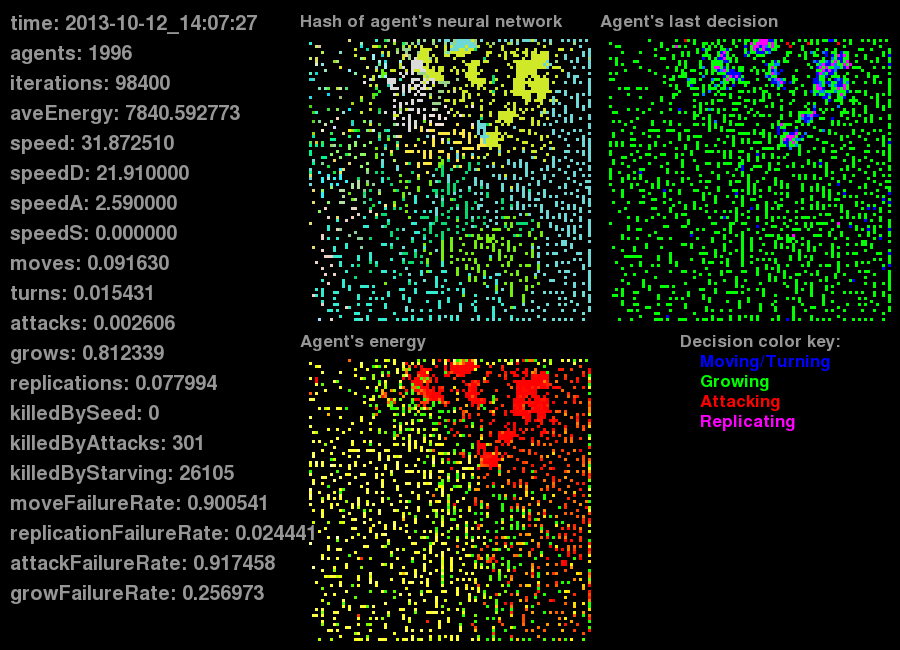 time: 2013-10-12_14:07:27
agents: 1996
iterations: 98400
aveEnergy: 7840.592773
speed: 31.872510
speedD: 21.910000
speedA: 2.590000
speedS: 0.000000
moves: 0.091630
turns: 0.015431
attacks: 0.002606
grows: 0.812339
replications: 0.077994
killedBySeed: 0
killedByAttacks: 301
killedByStarving: 26105
moveFailureRate: 0.900541
replicationFailureRate: 0.024441
attackFailureRate: 0.917458
growFailureRate: 0.256973
Hash of agent's neural network
Agent's last decision
Agent's energy
Decision color key:
Moving/Turning
Growing
Attacking
Replicating